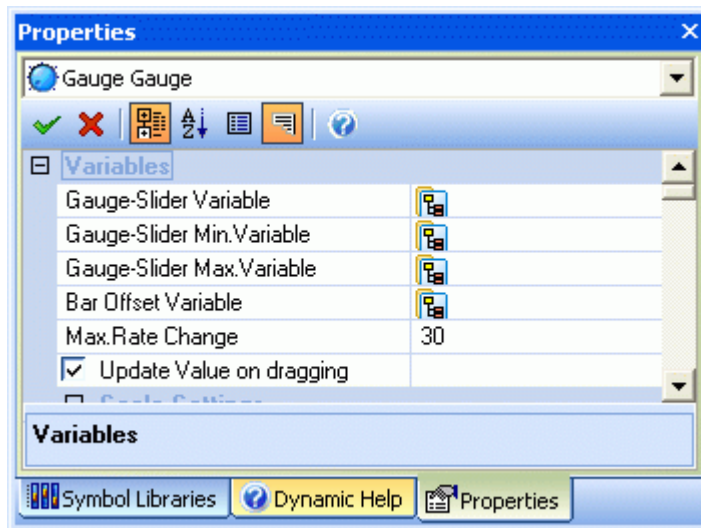 Properties
Gauge Gauge
Variables
Gauge-Slider Variable
Gauge-Slider Min.Variable
Gauge-Slider Max.Variable
Bar Offset Variable
Max.Rate Change 30
Update Value on dragging
Variables
Symbol Libraries Dynamic Help Properties